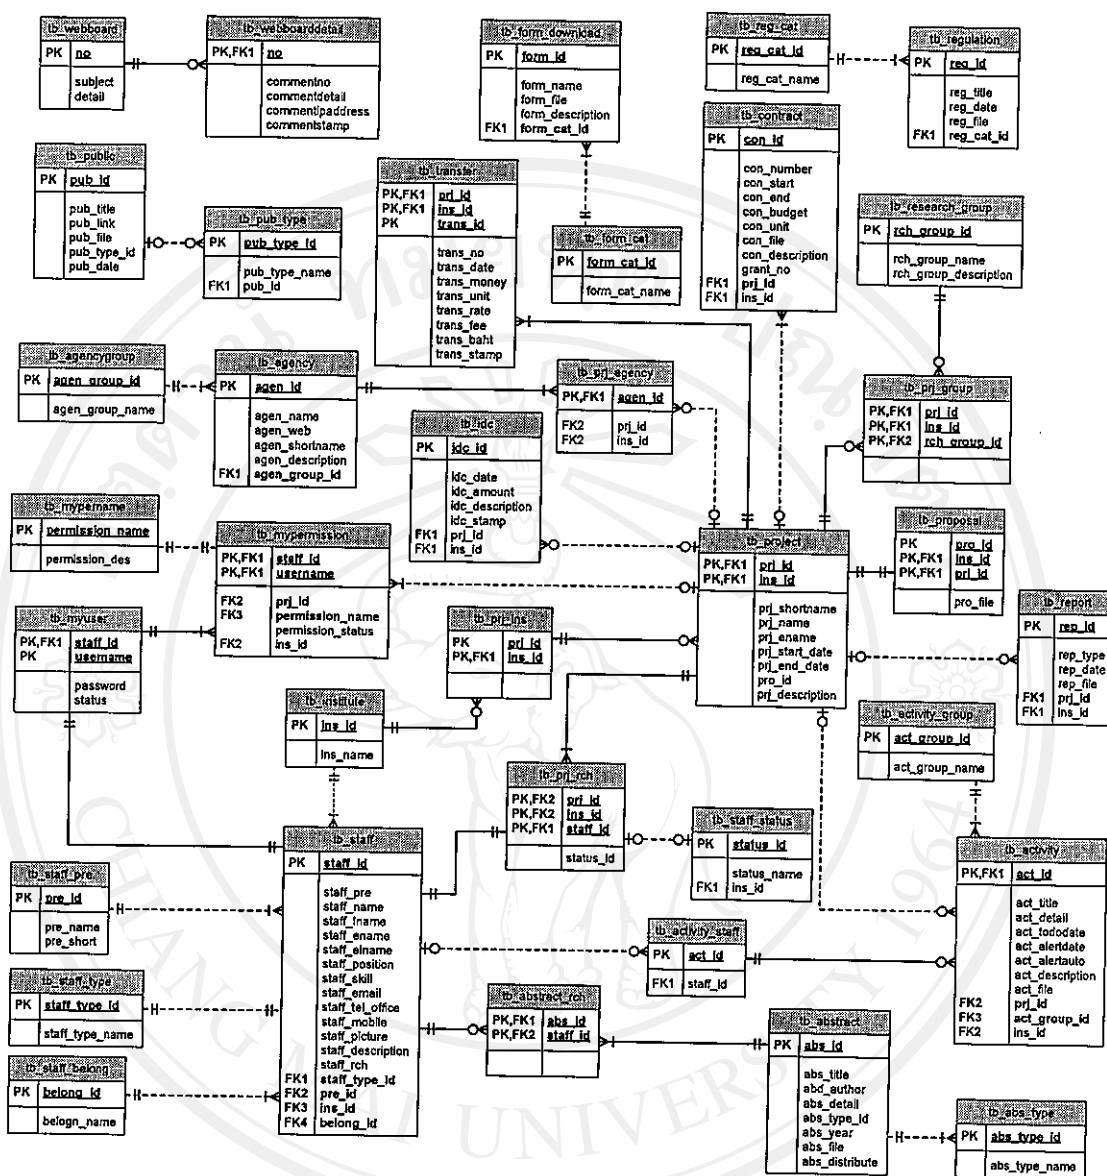 tb_webboard
PK no
subject
detail
tb_webboarddetail
PK,FK1 no
commentno
commentdetail
commentipaddress
commentstamp
tb_form_download
PK form_id
form_name
form_file
form_description
FK1 form_cat_id
tb_reg_cat
PK reg_cat_id
reg_cat_name
tb_regulation
PK reg_id
reg_title
reg_date
reg_file
FK1 reg_cat_id
tb_public
PK pub_id
pub_title
pub_link
pub_file
pub_type_id
pub_date
tb_pub_type
PK pub_type_id
pub_type_name
FK1 pub_id
tb_transfer
PK,FK1 prj_id
PK,FK1 ins_id
PK trans_id
trans_no
trans_date
trans_money
trans_unit
trans_rate
trans_fee
trans_baht
trans_stamp
tb_form_cat
PK form_cat_id
form_cat_name
tb_contract
PK con_id
con_number
con_start
con_end
con_budget
con_unit
con_file
con_description
grant_no
FK1 prj_id
FK1 ins_id
tb_research_group
PK rch_group_id
rch_group_name
rch_group_description
tb_agencygroup
PK agen_group_id
agen_group_name
tb_agency
PK agen_id
agen_name
agen_web
agen_shortname
agen_description
FK1 agen_group_id
tb_prj_agency
PK,FK1 agen_id
FK2 prj_id
FK2 ins_id
tb_prj_group
PK,FK1 prj_id
PK,FK1 ins_id
PK,FK2 rch_group_id
tb_idc
PK idc_id
idc_date
idc_amount
idc_description
idc_stamp
FK1 prj_id
FK1 ins_id
tb_mypername
PK permission_name
permission_des
tb_mypermission
PK,FK1 staff_id
PK,FK1 username
FK2 prj_id
FK3 permission_name
permission_status
FK2 ins_id
tb_project
PK,FK1 prj_id
PK,FK1 ins_id
prj_shortname
prj_name
prj_ename
prj_start_date
prj_end_date
pro_id
prj_description
tb_proposal
PK pro_id
PK,FK1 ins_id
PK,FK1 prj_id
pro_file
tb_report
PK rep_id
rep_type
rep_date
rep_file
FK1 prj_id
FK1 ins_id
tb_myuser
PK,FK1 staff_id
PK username
password
status
tb_prj_ins
PK prj_id
PK,FK1 ins_id
tb_institute
PK ins_id
ins_name
tb_activity_group
PK act_group_id
act_group_name
tb_prj_rch
PK,FK2 prj_id
PK,FK2 ins_id
PK,FK1 staff_id
status_id
tb_staff_status
PK status_id
status_name
FK1 ins_id
tb_staff
PK staff_id
staff_pre
staff_name
staff_lname
staff_ename
staff_elname
staff_position
staff_skill
staff_email
staff_tel_office
staff_mobile
staff_picture
staff_description
staff_rch
FK1 staff_type_id
FK2 pre_id
FK3 ins_id
FK4 belong_id
tb_activity
PK,FK1 act_id
act_title
act_detail
act_tododate
act_alertdate
act_alertauto
act_description
act_file
FK2 prj_id
FK3 act_group_id
FK2 ins_id
tb_staff_pre
PK pre_id
pre_name
pre_short
tb_activity_staff
PK act_id
FK1 staff_id
tb_staff_type
PK staff_type_id
staff_type_name
tb_abstract_rch
PK,FK1 abs_id
PK,FK2 staff_id
tb_abstract
PK abs_id
abs_title
abd_author
abs_detail
abs_type_id
abs_year
abs_file
abs_distribute
tb_staff_belong
PK belong_id
belogn_name
tb_abs_type
PK abs_type_id
abs_type_name
CHIANG MAI UNIVERSITY 1964